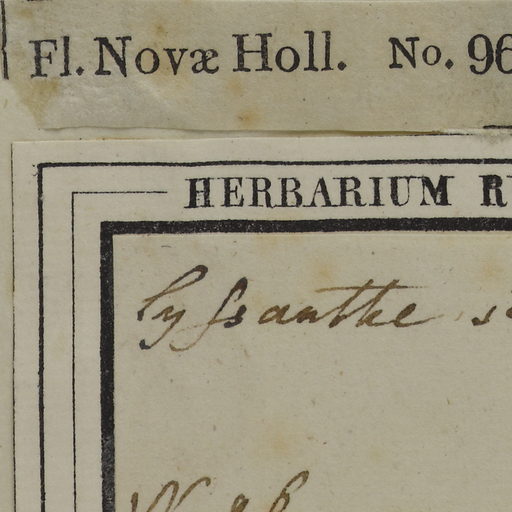 Fl. Novæ Holl. No. 96
HERBARIUM R
Lyssanthe